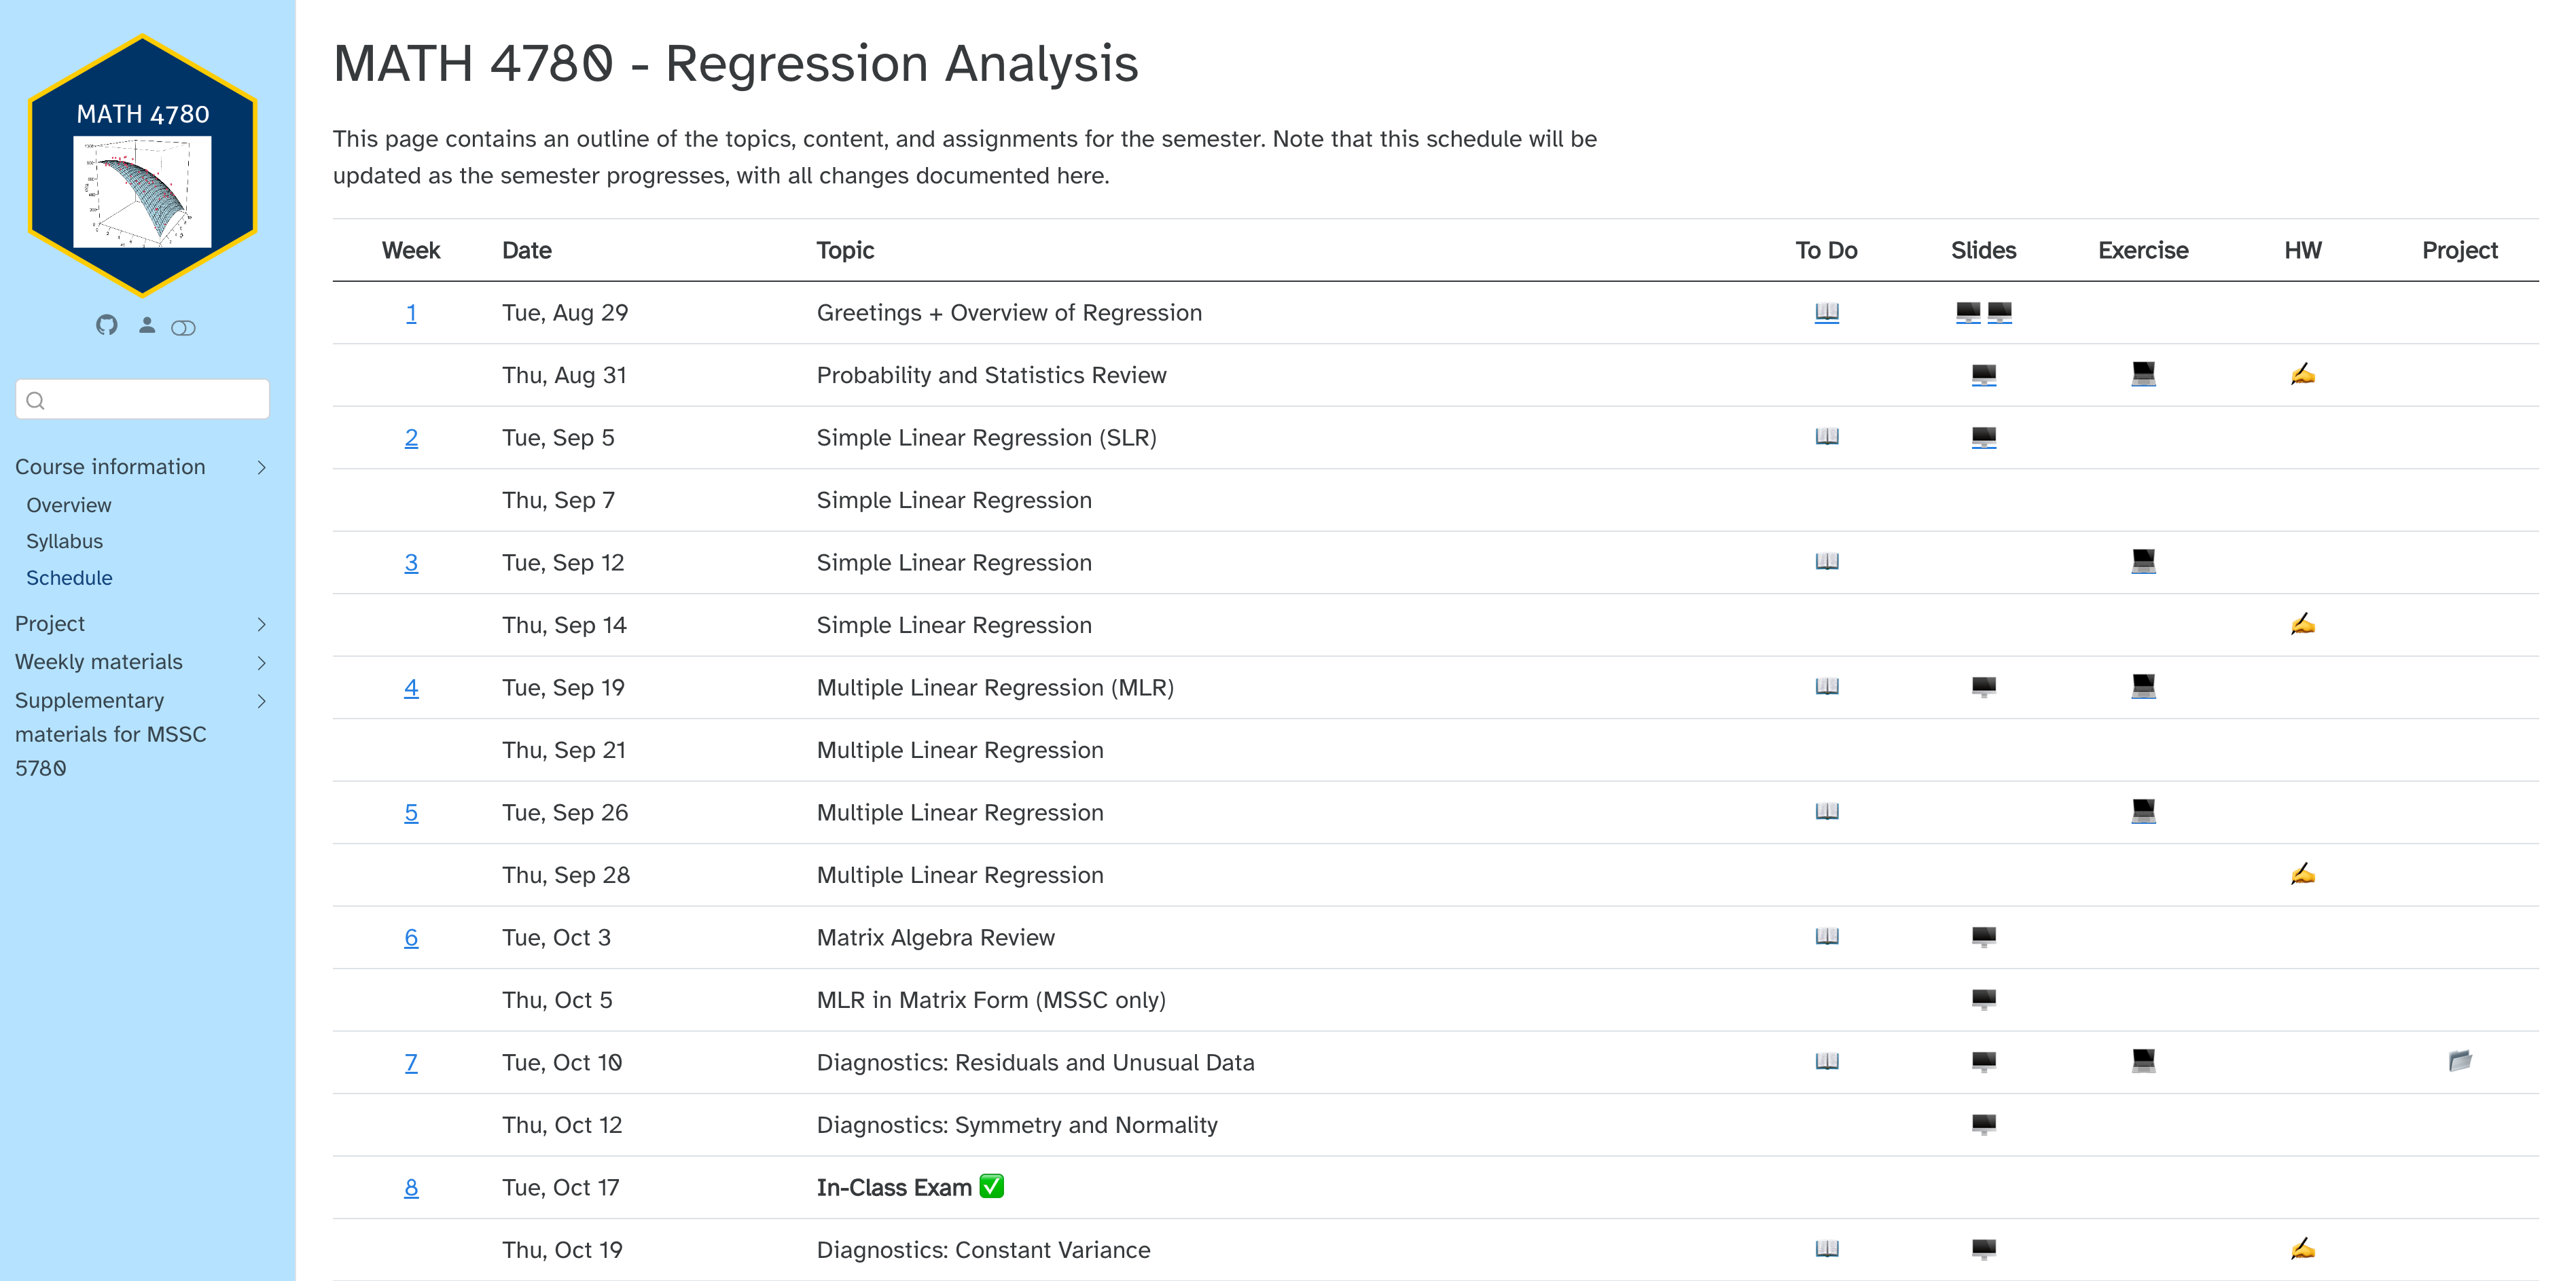 MATH 4780
Course information
Overview
Syllabus
Schedule
Project
Weekly materials
Supplementary
materials for MSSC
5780
MATH 4780 - Regression Analysis
This page contains an outline of the topics, content, and assignments for the semester. Note that this schedule will be
updated as the semester progresses, with all changes documented here.
Week Date Topic To Do Slides Exercise HW Project
1 Tue, Aug 29 Greetings + Overview of Regression
Thu, Aug 31 Probability and Statistics Review
2 Tue, Sep 5 Simple Linear Regression (SLR)
Thu, Sep 7 Simple Linear Regression
3 Tue, Sep 12 Simple Linear Regression
Thu, Sep 14 Simple Linear Regression
4 Tue, Sep 19 Multiple Linear Regression (MLR)
Thu, Sep 21 Multiple Linear Regression
5 Tue, Sep 26 Multiple Linear Regression
Thu, Sep 28 Multiple Linear Regression
6 Tue, Oct 3 Matrix Algebra Review
Thu, Oct 5 MLR in Matrix Form (MSSC only)
7 Tue, Oct 10 Diagnostics: Residuals and Unusual Data
Thu, Oct 12 Diagnostics: Symmetry and Normality
8 Tue, Oct 17 In-Class Exam ✅
Thu, Oct 19 Diagnostics: Constant Variance